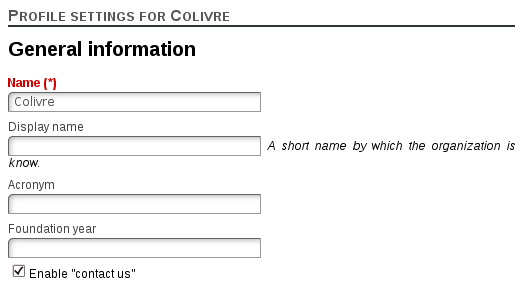 Profile settings for Colivre
General information
Name (*)
Colivre
Display name
A short name by which the organization is
know.
Acronym
Foundation year
Enable "contact us"